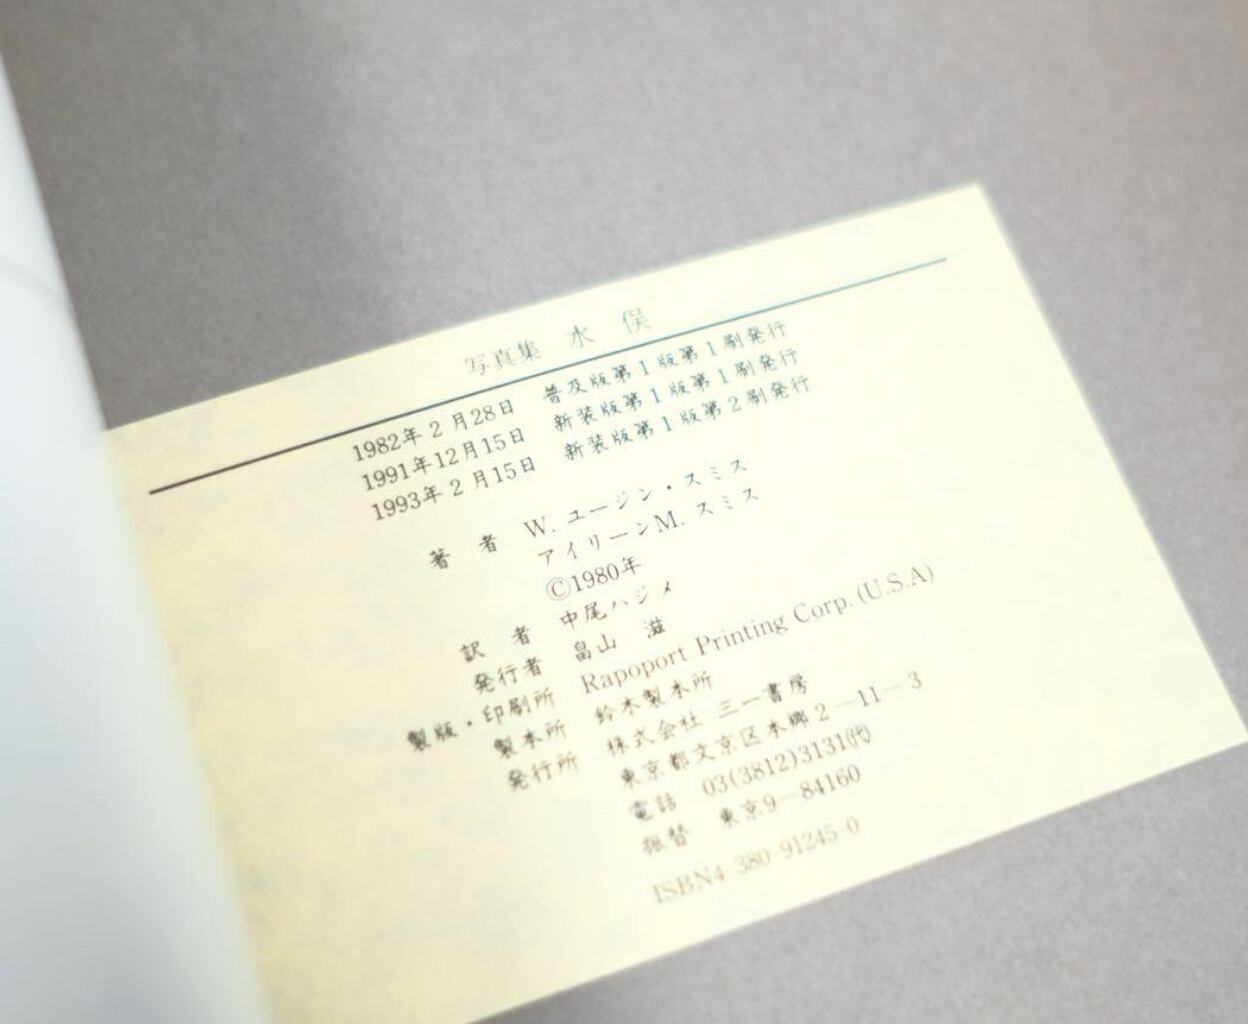 写真集 水 俣
1982年 2 月28日 普及版第 1 版第 1 刷発行
1991年12月15日 新装版第 1 版第 1 刷発行
1993年 2 月15日 新装版第 1 版第 2 刷発行
著 者 W. ユージン・スミス
アイリーンM. スミス
©1980年
訳 者 中尾ハジメ
発行者 畠山 滋
製版・印刷所 Rapoport Printing Corp. (U.S.A)
製本所 鈴木製本所
発行所 株式会社 三一書房
東京都文京区本郷 2 —11— 3
電話 03(3812)3131㈹
振替 東京9—84160
ISBN4-380-91245-0